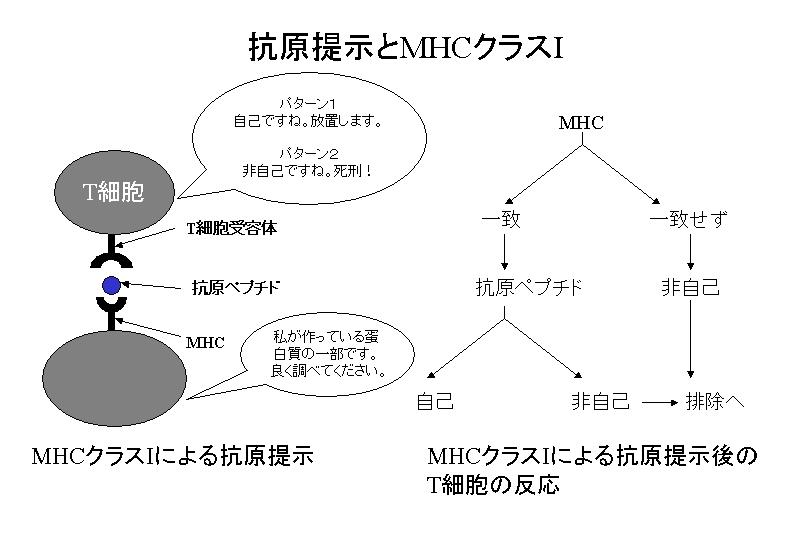 抗原提示とMHCクラスI
パターン１
自己ですね。放置します。
パターン２
非自己ですね。死刑！
T細胞
T細胞受容体
抗原ペプチド
MHC
私が作っている蛋
白質の一部です。
良く調べてください。
MHCクラスIによる抗原提示
MHC
一致
一致せず
抗原ペプチド
非自己
自己
非自己
排除へ
MHCクラスIによる抗原提示後の
T細胞の反応